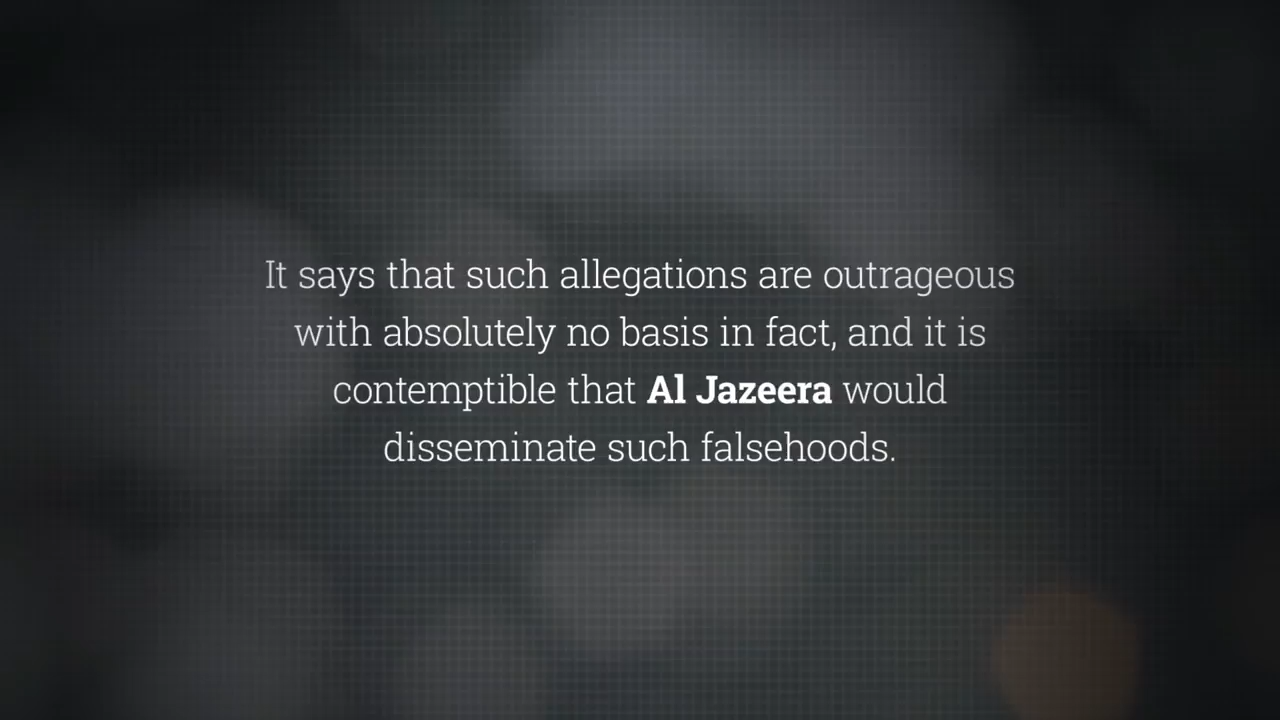 It says that such allegations are outrageous
with absolutely no basis in fact, and it is
contemptible that Al Jazeera would
disseminate such falsehoods.